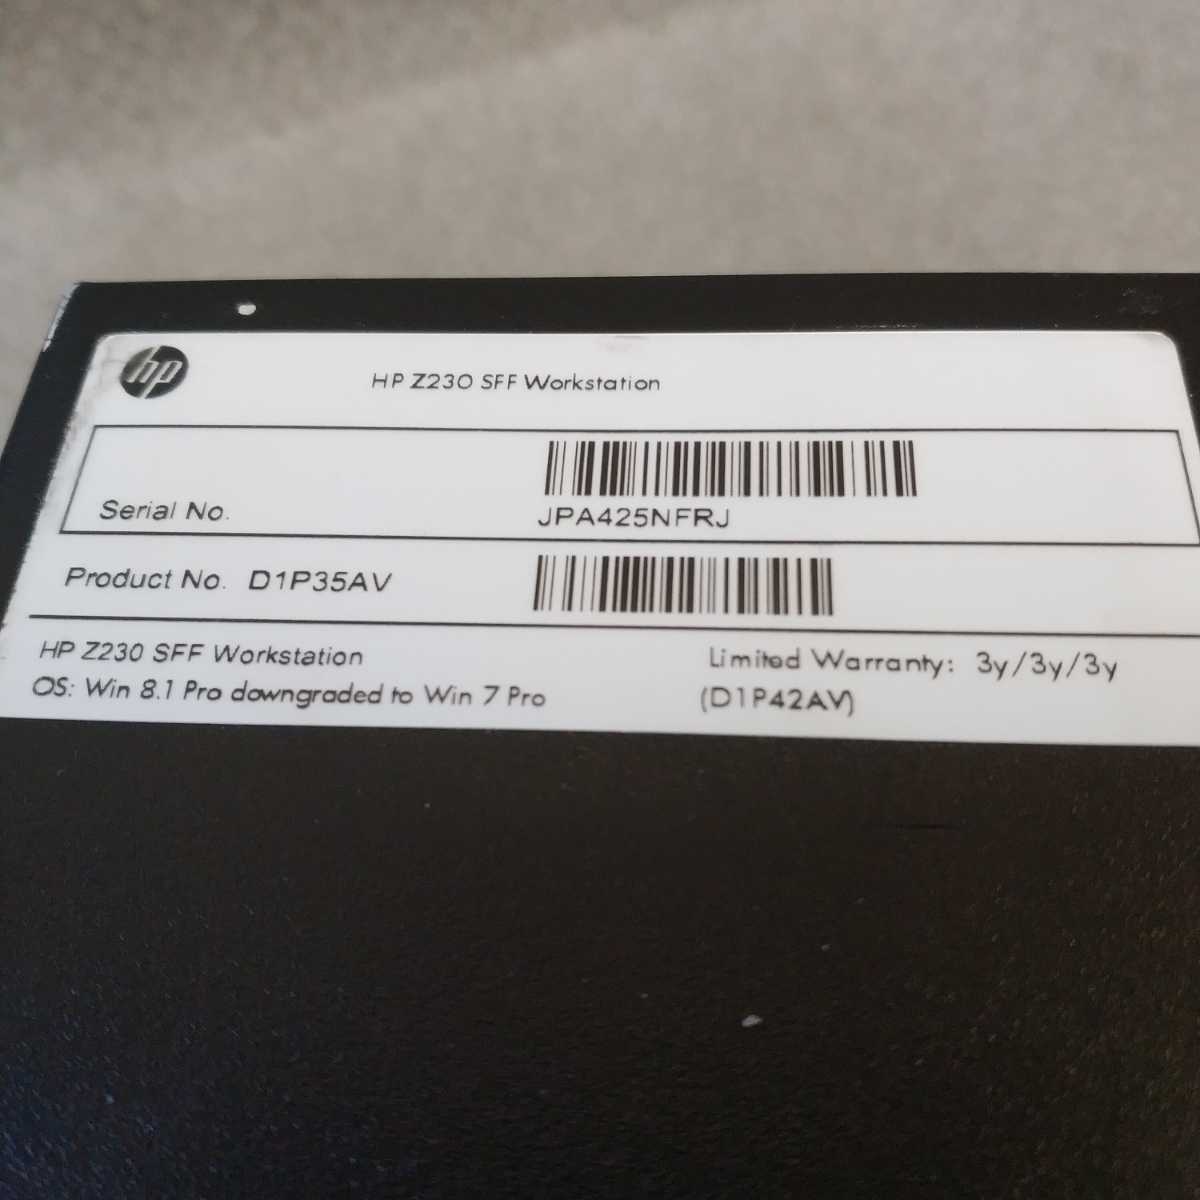 hp
HP Z230 SFF Workstation
Serial No.
JPA425NFRJ
Product No. D1P35AV
HP Z230 SFF Workstation
OS: Win 8.1 Pro downgraded to Win 7 Pro
Limited Warranty: 3y/3y/3y
(D1P42AV)